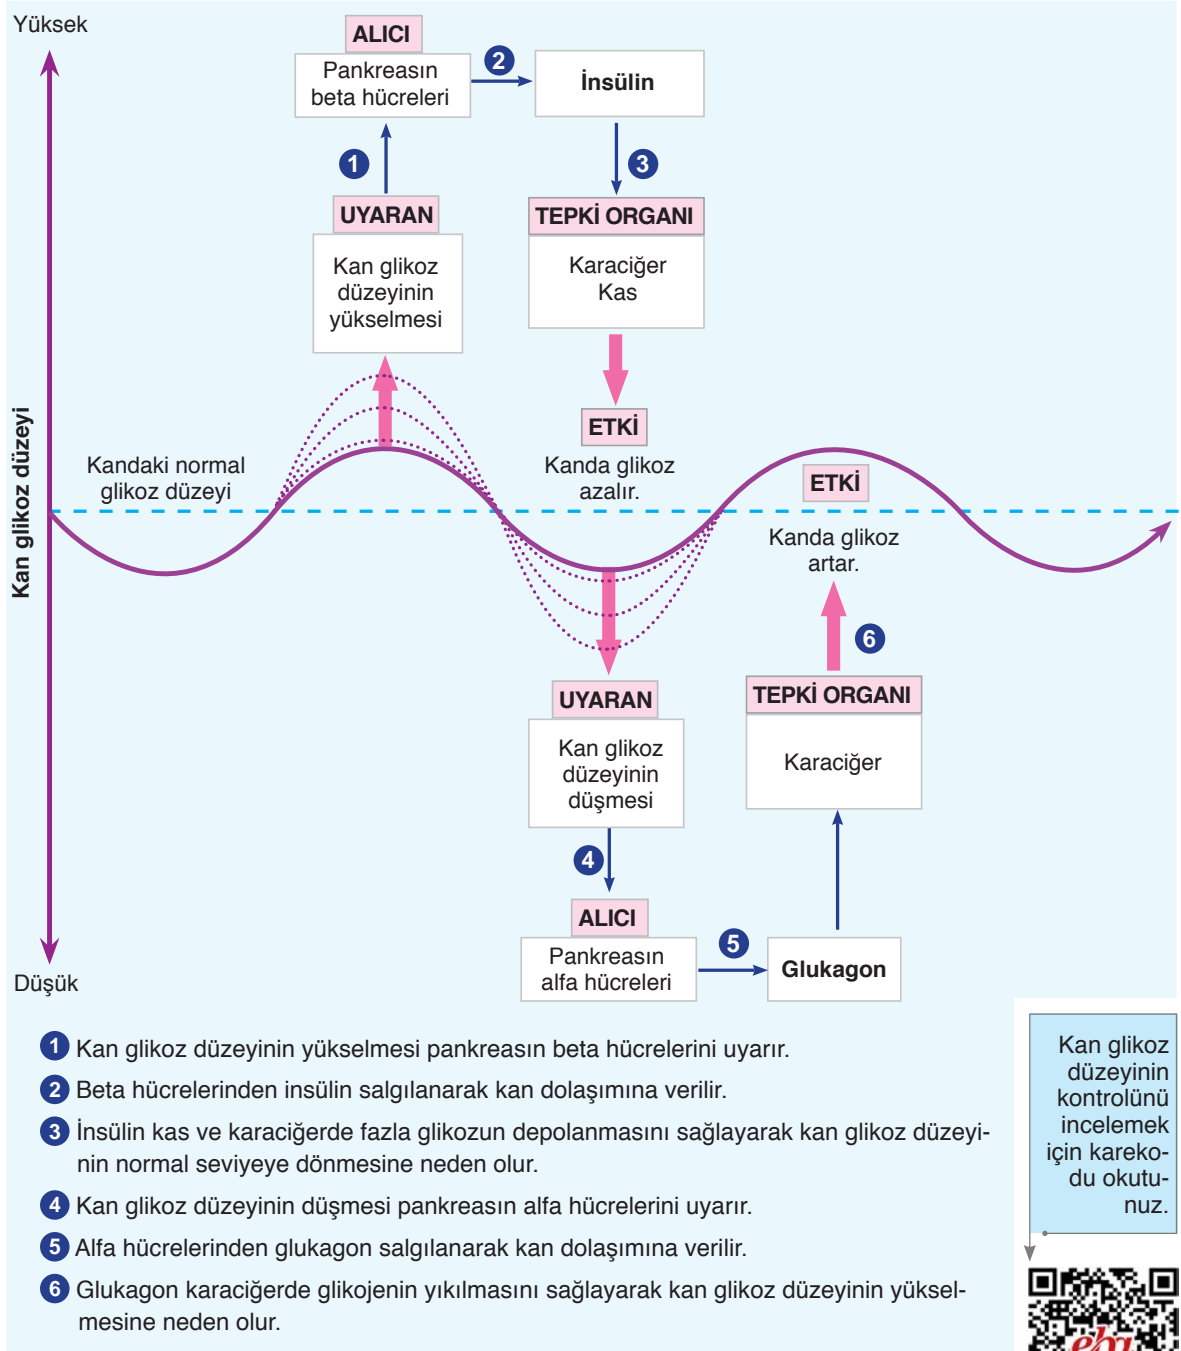 Yüksek
ALICI
Pankreasın
beta hücreleri
2
İnsülin
1
3
UYARAN
Kan glikoz
düzeyinin
yükselmesi
TEPKİ ORGANI
Karaciğer
Kas
ETKİ
Kanda glikoz
azalır.
Kan glikoz düzeyi
Kandaki normal
glikoz düzeyi
ETKİ
Kanda glikoz
artar.
6
UYARAN
Kan glikoz
düzeyinin
düşmesi
TEPKİ ORGANI
Karaciğer
4
ALICI
Pankreasın
alfa hücreleri
5
Glukagon
Düşük
1 Kan glikoz düzeyinin yükselmesi pankreasın beta hücrelerini uyarır.
2 Beta hücrelerinden insülin salgılanarak kan dolaşımına verilir.
3 İnsülin kas ve karaciğerde fazla glikozun depolanmasını sağlayarak kan glikoz düzeyi-
nin normal seviyeye dönmesine neden olur.
4 Kan glikoz düzeyinin düşmesi pankreasın alfa hücrelerini uyarır.
5 Alfa hücrelerinden glukagon salgılanarak kan dolaşımına verilir.
6 Glukagon karaciğerde glikojenin yıkılmasını sağlayarak kan glikoz düzeyinin yüksel-
mesine neden olur.
Kan glikoz
düzeyinin
kontrolünü
incelemek
için kareko-
du okutu-
nuz.
eba